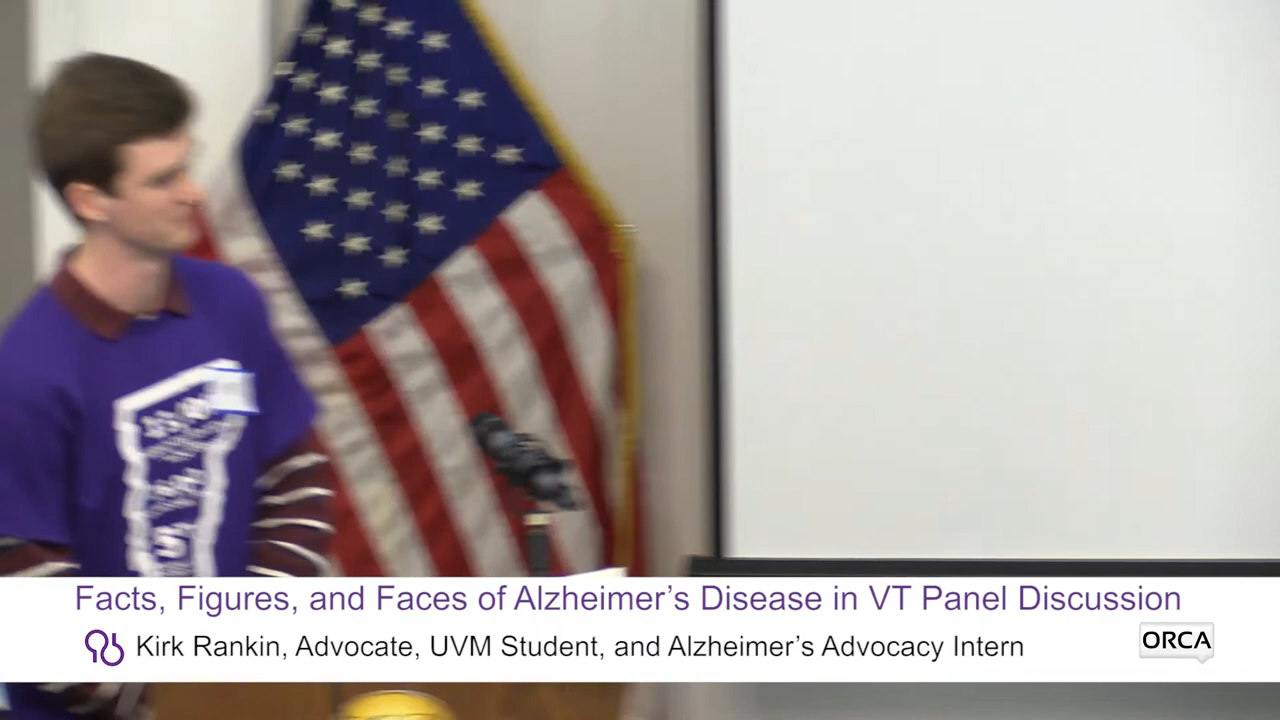 Facts, Figures, and Faces of Alzheimer’s Disease in VT Panel Discussion
Kirk Rankin, Advocate, UVM Student, and Alzheimer’s Advocacy Intern
ORCA